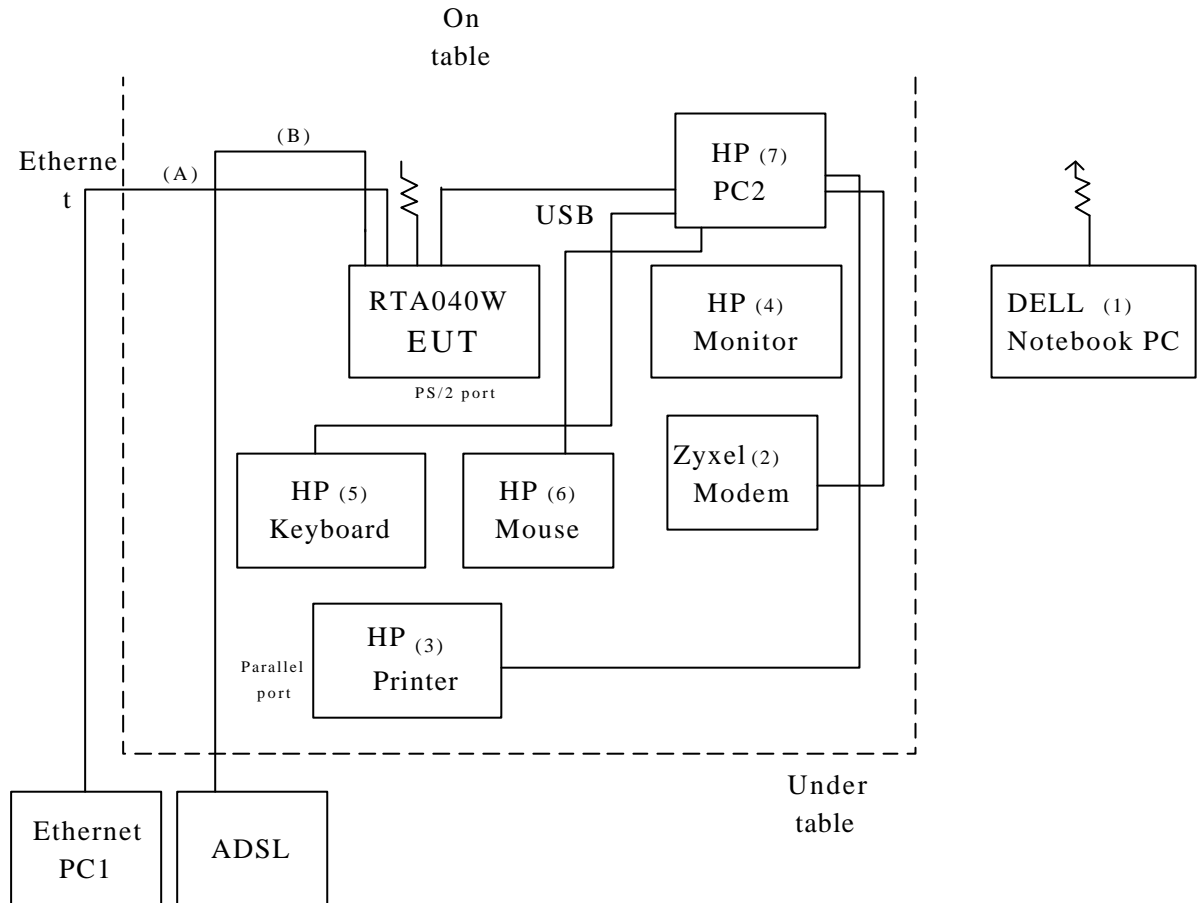 On
table
(B)
Etherne
t
(A)
HP (7)
PC2
USB
RTA040W
EUT
HP (4)
Monitor
DELL (1)
Notebook PC
PS/2 port
Zyxel (2)
Modem
HP (5)
Keyboard
HP (6)
Mouse
HP (3)
Printer
Parallel
port
Under
table
Ethernet
PC1
ADSL